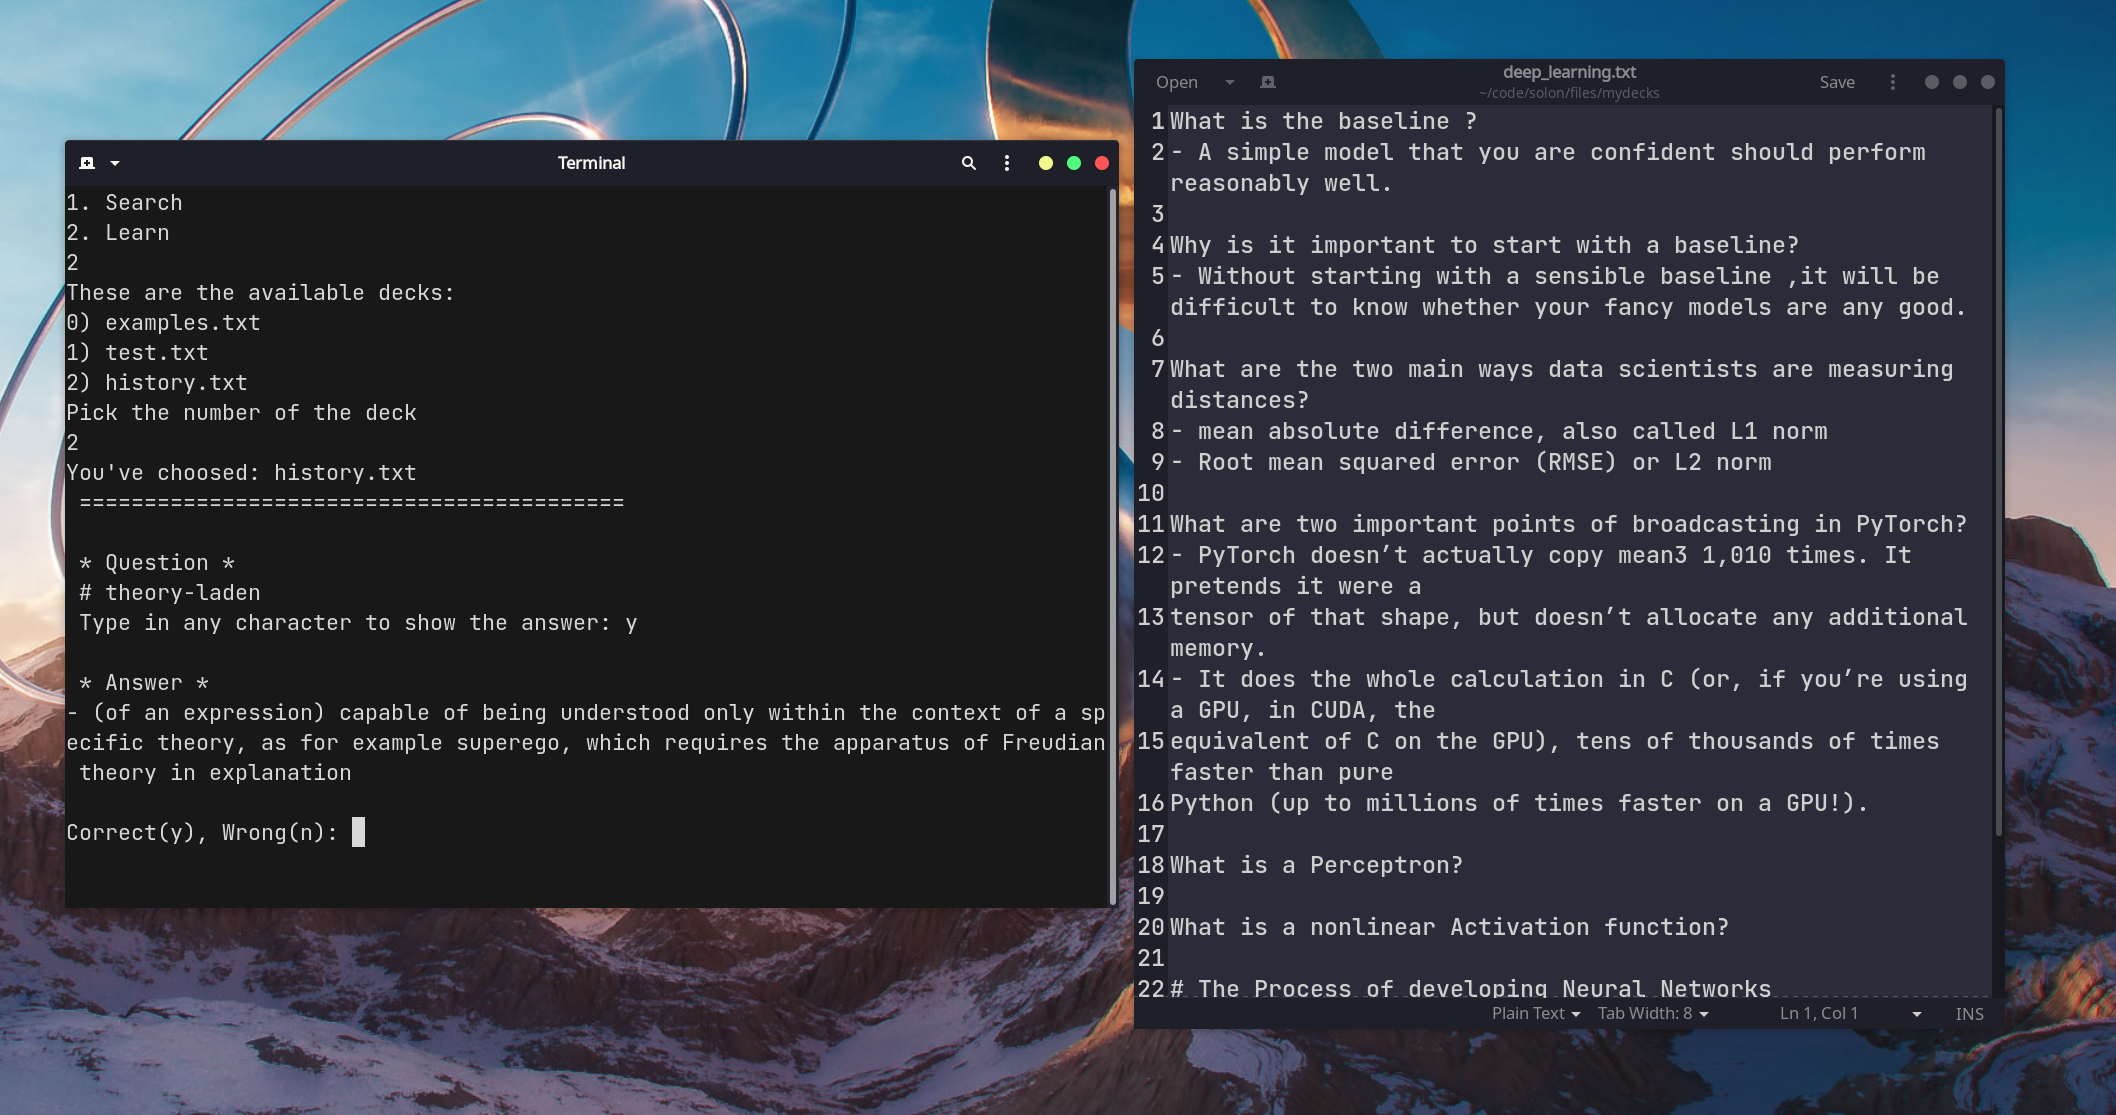 Terminal
1. Search
2. Learn
2
These are the available decks:
0) examples.txt
1) test.txt
2) history.txt
Pick the number of the deck
2
You've choosed: history.txt
==========================================
* Question *
# theory-laden
Type in any character to show the answer: y
* Answer *
- (of an expression) capable of being understood only within the context of a sp
ecific theory, as for example superego, which requires the apparatus of Freudian
theory in explanation
Correct(y), Wrong(n):
Open
deep_learning.txt
~/code/solon/files/mydecks
Save
1 What is the baseline ?
2 - A simple model that you are confident should perform
reasonably well.
3
4 Why is it important to start with a baseline?
5 - Without starting with a sensible baseline ,it will be
difficult to know whether your fancy models are any good.
6
7 What are the two main ways data scientists are measuring
distances?
8 - mean absolute difference, also called L1 norm
9 - Root mean squared error (RMSE) or L2 norm
10
11 What are two important points of broadcasting in PyTorch?
12 - PyTorch doesn’t actually copy mean3 1,010 times. It
pretends it were a
13 tensor of that shape, but doesn’t allocate any additional
memory.
14 - It does the whole calculation in C (or, if you’re using
a GPU, in CUDA, the
15 equivalent of C on the GPU), tens of thousands of times
faster than pure
16 Python (up to millions of times faster on a GPU!).
17
18 What is a Perceptron?
19
20 What is a nonlinear Activation function?
21
22 # The Process of developing Neural Networks
Plain Text Tab Width: 8 Ln 1, Col 1 INS